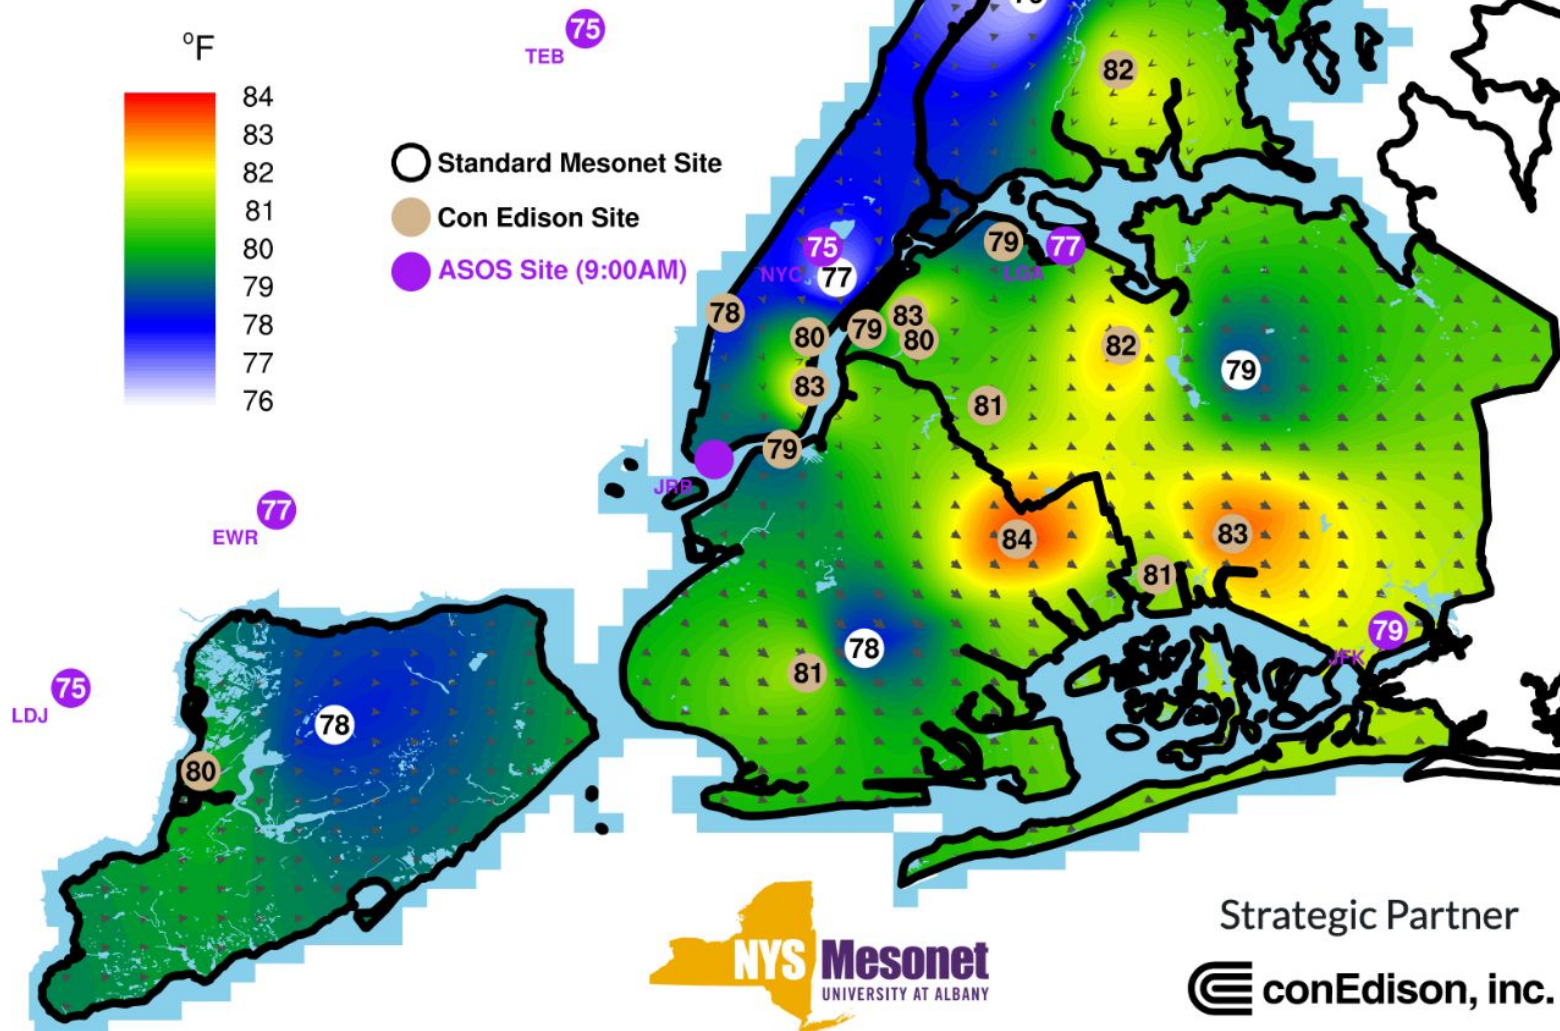 75
TEB
°F
84
83
82
81
80
79
78
77
76
Standard Mesonet Site
Con Edison Site
ASOS Site (9:00AM)
82
75
NYC
77
79
77
LGA
78
80
79
83
80
82
79
83
81
79
JRB
77
EWR
84
83
81
79
JFK
78
81
75
LDJ
78
80
NYS Mesonet
UNIVERSITY AT ALBANY
Strategic Partner
conEdison, inc.